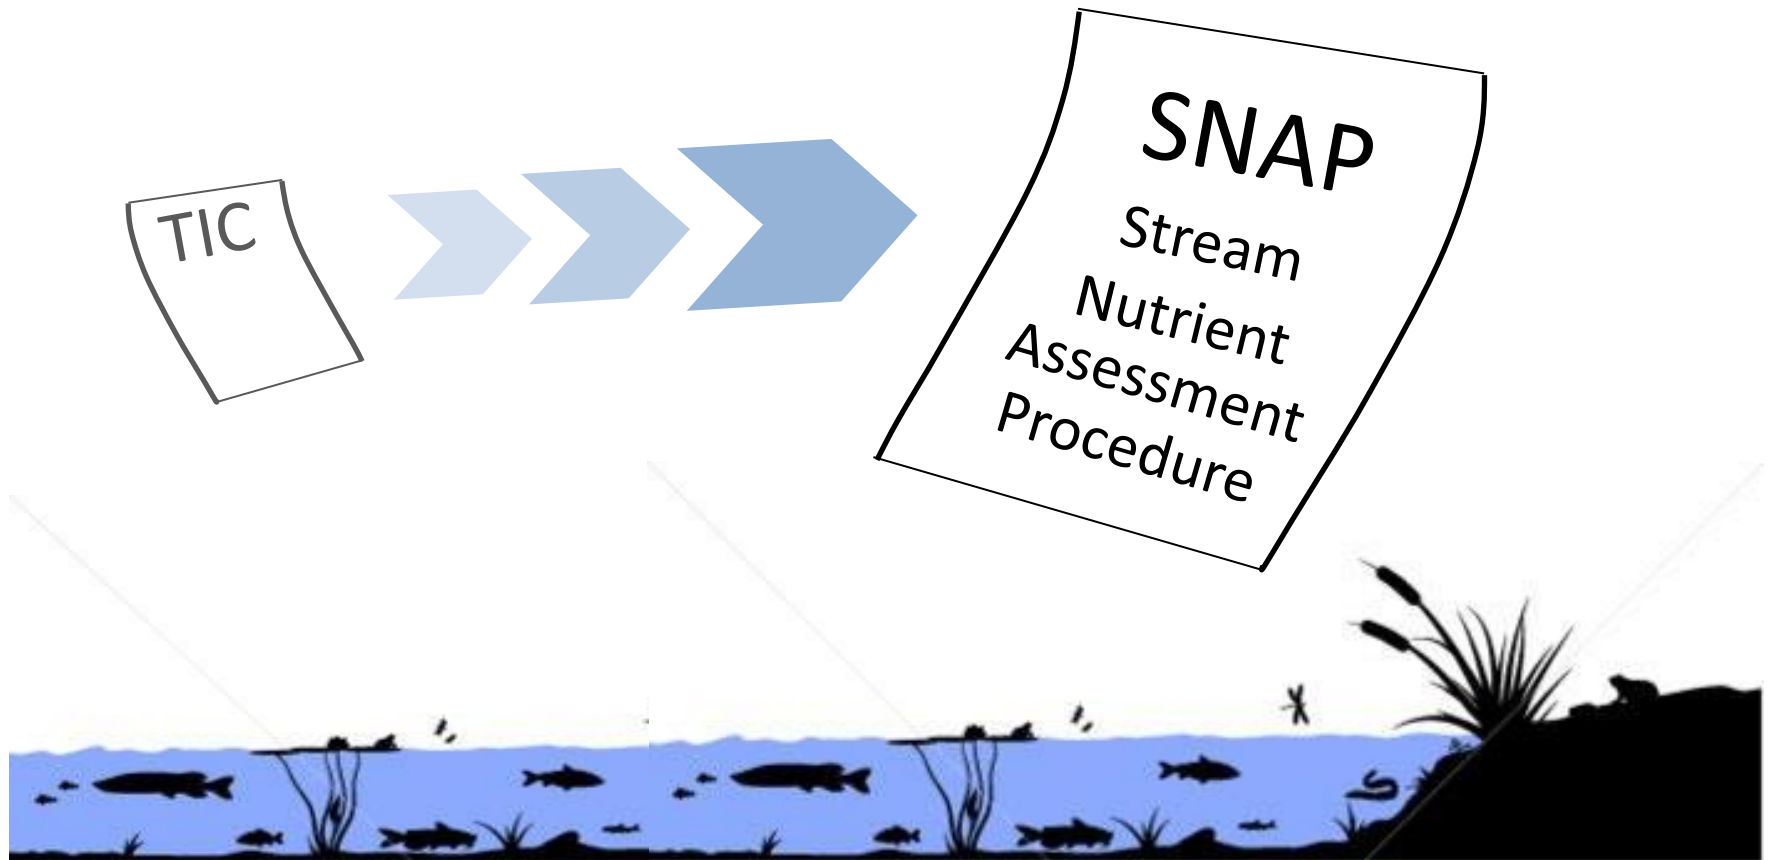 TIC
SNAP
Stream
Nutrient
Assessment
Procedure